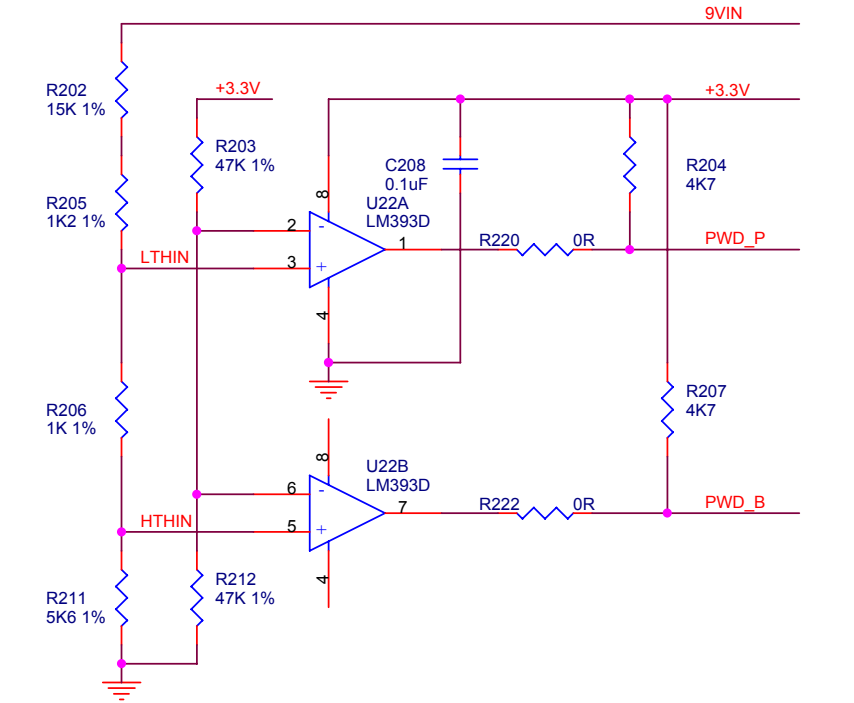 9VIN
R202
15K 1%
+3.3V
+3.3V
R203
47K 1%
C208
0.1uF
R204
4K7
8
U22A
LM393D
R205
1K2 1%
2
-
1
R220
0R
PWD_P
LTHIN
3
+
4
R206
1K 1%
R207
4K7
8
U22B
LM393D
6
-
7
R222
0R
PWD_B
HTHIN
5
+
4
R212
47K 1%
R211
5K6 1%